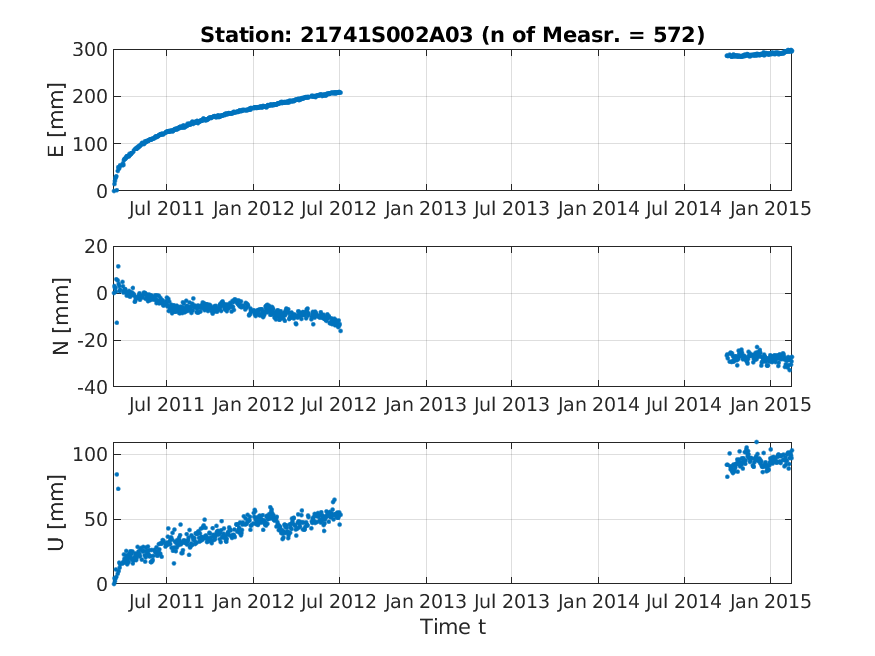 Station: 21741S002A03 (n of Measr. = 572)
300
200
100
0
E [mm]
Jul 2011 Jan 2012 Jul 2012 Jan 2013 Jul 2013 Jan 2014 Jul 2014 Jan 2015
20
0
-20
-40
N [mm]
Jul 2011 Jan 2012 Jul 2012 Jan 2013 Jul 2013 Jan 2014 Jul 2014 Jan 2015
100
50
0
U [mm]
Jul 2011 Jan 2012 Jul 2012 Jan 2013 Jul 2013 Jan 2014 Jul 2014 Jan 2015
Time t